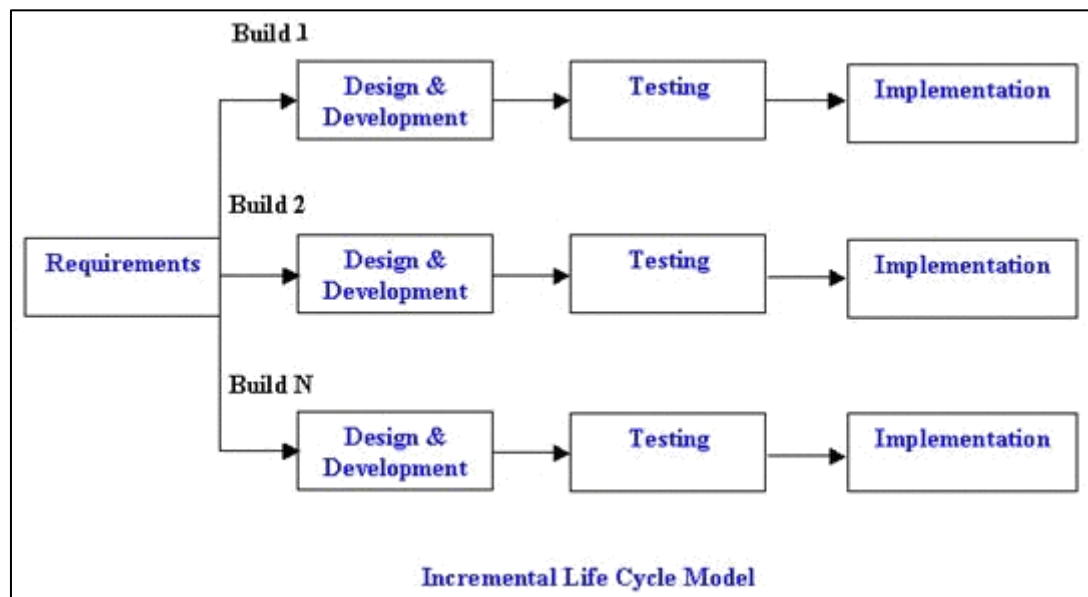 Build 1
Design &
Development
Testing
Implementation
Build 2
Requirements
Design &
Development
Testing
Implementation
Build N
Design &
Development
Testing
Implementation
Incremental Life Cycle Model